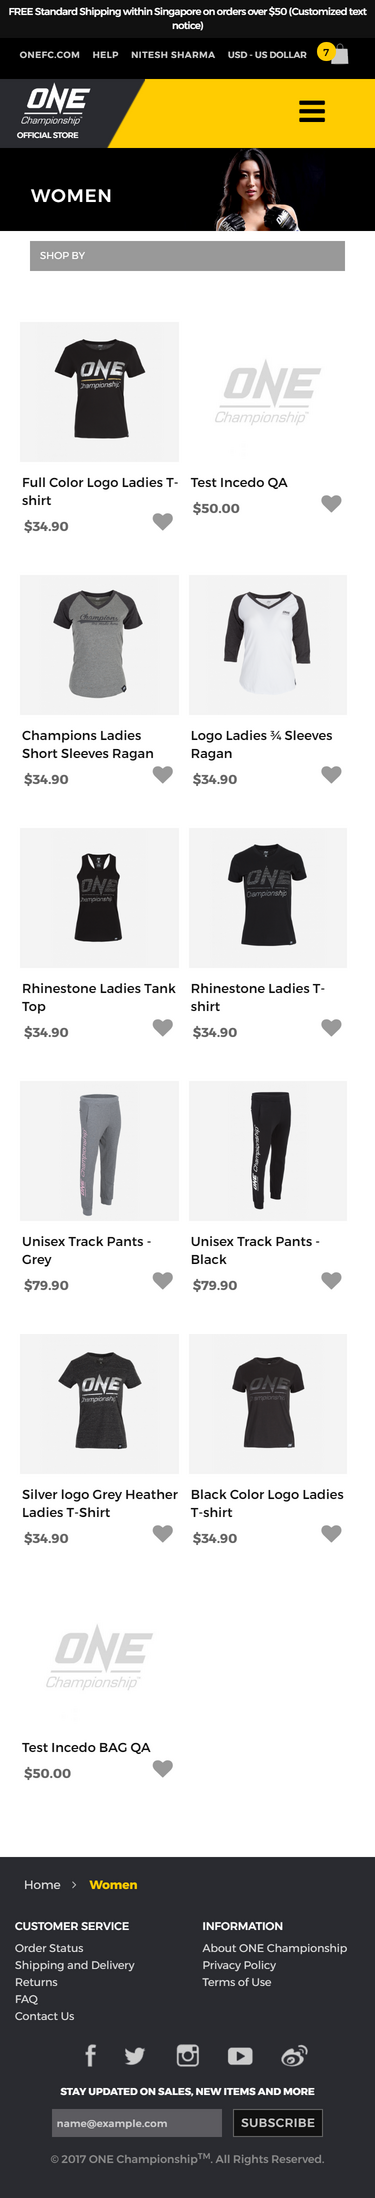 FREE Standard Shipping within Singapore on orders over $50 (Customized text
notice)
ONEFC.COM HELP NITESH SHARMA USD - US DOLLAR 7
ONE
Championship
OFFICIAL STORE
WOMEN
ONE
SHOP BY
ONE
Championship
ONE
Championship
Full Color Logo Ladies T-
shirt
$34.90
Test Incedo QA
$50.00
Champions
ONE
Champions Ladies
Short Sleeves Ragan
$34.90
Logo Ladies ¾ Sleeves
Ragan
$34.90
ONE
Championship
ONE
Championship
Rhinestone Ladies Tank
Top
$34.90
Rhinestone Ladies T-
shirt
$34.90
ONE Championship
ONE Championship
Unisex Track Pants -
Grey
$79.90
Unisex Track Pants -
Black
$79.90
ONE
Championship
ONE
Championship
Silver logo Grey Heather
Ladies T-Shirt
$34.90
Black Color Logo Ladies
T-shirt
$34.90
ONE
Championship
Test Incedo BAG QA
$50.00
Home > Women
CUSTOMER SERVICE
Order Status
Shipping and Delivery
Returns
FAQ
Contact Us
INFORMATION
About ONE Championship
Privacy Policy
Terms of Use
STAY UPDATED ON SALES, NEW ITEMS AND MORE
name@example.com SUBSCRIBE
© 2017 ONE Championship™. All Rights Reserved.